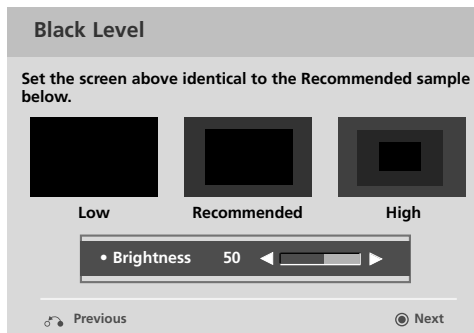 Black Level
Set the screen above identical to the Recommended sample
below.
Low Recommended High
• Brightness 50 ◀ ▶
Previous Next